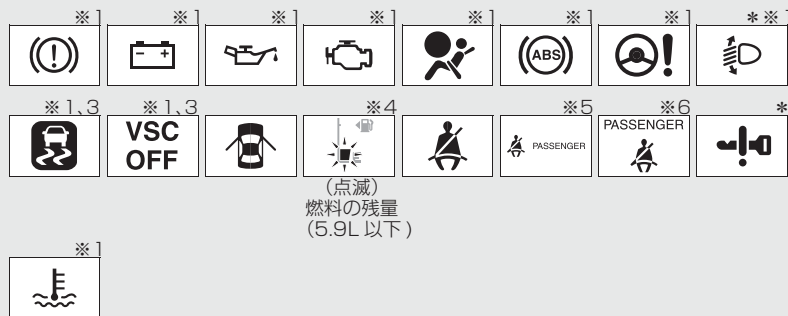 ※1 ※1 ※1 ※1 ※1 ※1 ※1 *※1
(!) - + ABS !
※1、3 ※1、3 ※4 ※5 ※6 *
VSC
OFF
PASSENGER
PASSENGER
(点滅)
燃料の残量
(5.9L 以下)
※1